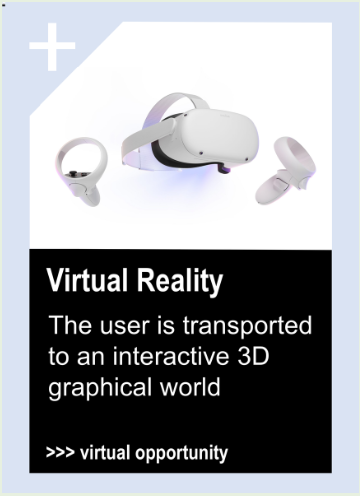 Virtual Reality
The user is transported
to an interactive 3D
graphical world
>>> virtual opportunity